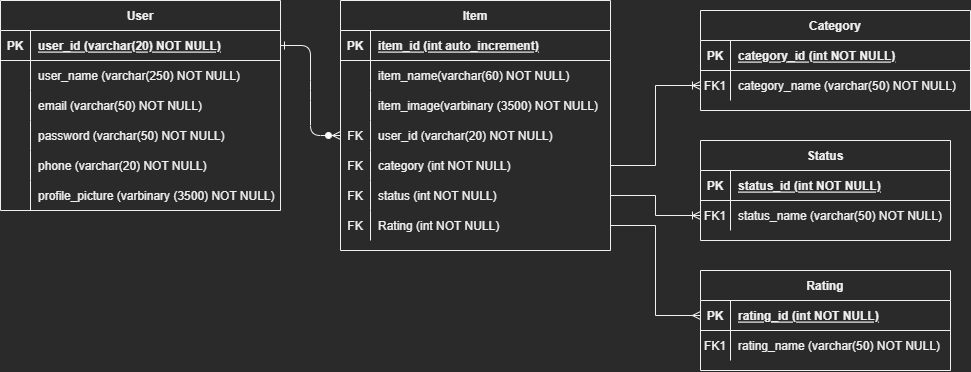 User
PK user_id (varchar(20) NOT NULL)
user_name (varchar(250) NOT NULL)
email (varchar(50) NOT NULL)
password (varchar(50) NOT NULL)
phone (varchar(20) NOT NULL)
profile_picture (varbinary (3500) NOT NULL)
Item
PK item_id (int auto_increment)
item_name(varchar(60) NOT NULL)
item_image(varbinary (3500) NOT NULL)
FK user_id (varchar(20) NOT NULL)
FK category (int NOT NULL)
FK status (int NOT NULL)
FK Rating (int NOT NULL)
Category
PK category_id (int NOT NULL)
FK1 category_name (varchar(50) NOT NULL)
Status
PK status_id (int NOT NULL)
FK1 status_name (varchar(50) NOT NULL)
Rating
PK rating_id (int NOT NULL)
FK1 rating_name (varchar(50) NOT NULL)